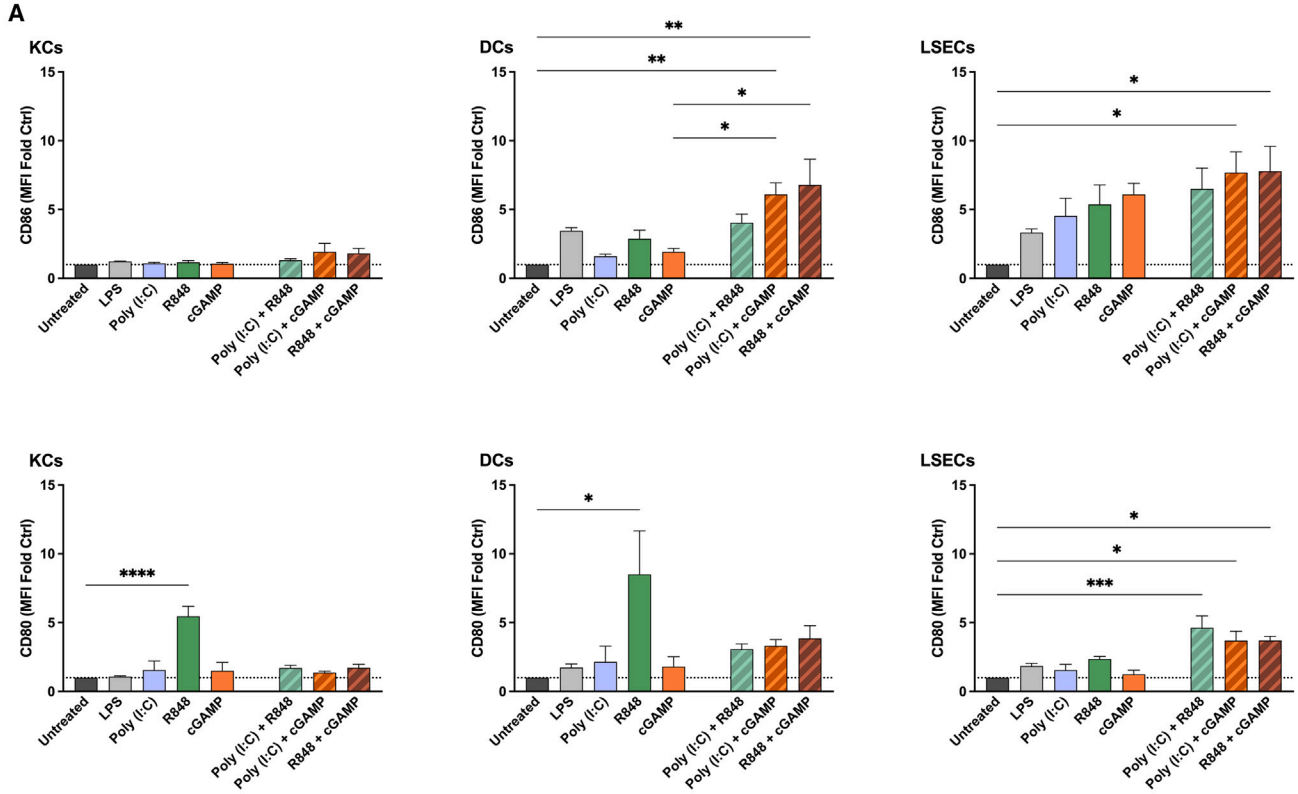 A
KCs
CD86 (MFI Fold Ctrl)
15
10
5
0
Untreated
LPS
Poly (I:C)
R848
cGAMP
Poly (I:C) + R848
Poly (I:C) + cGAMP
R848 + cGAMP
DCs
CD86 (MFI Fold Ctrl)
15
10
5
0
**
**
*
*
Untreated
LPS
Poly (I:C)
R848
cGAMP
Poly (I:C) + R848
Poly (I:C) + cGAMP
R848 + cGAMP
LSECs
CD86 (MFI Fold Ctrl)
15
10
5
0
*
*
Untreated
LPS
Poly (I:C)
R848
cGAMP
Poly (I:C) + R848
Poly (I:C) + cGAMP
R848 + cGAMP
KCs
CD80 (MFI Fold Ctrl)
15
10
5
0
****
Untreated
LPS
Poly (I:C)
R848
cGAMP
Poly (I:C) + R848
Poly (I:C) + cGAMP
R848 + cGAMP
DCs
CD80 (MFI Fold Ctrl)
15
10
5
0
*
Untreated
LPS
Poly (I:C)
R848
cGAMP
Poly (I:C) + R848
Poly (I:C) + cGAMP
R848 + cGAMP
LSECs
CD80 (MFI Fold Ctrl)
15
10
5
0
*
*
***
Untreated
LPS
Poly (I:C)
R848
cGAMP
Poly (I:C) + R848
Poly (I:C) + cGAMP
R848 + cGAMP